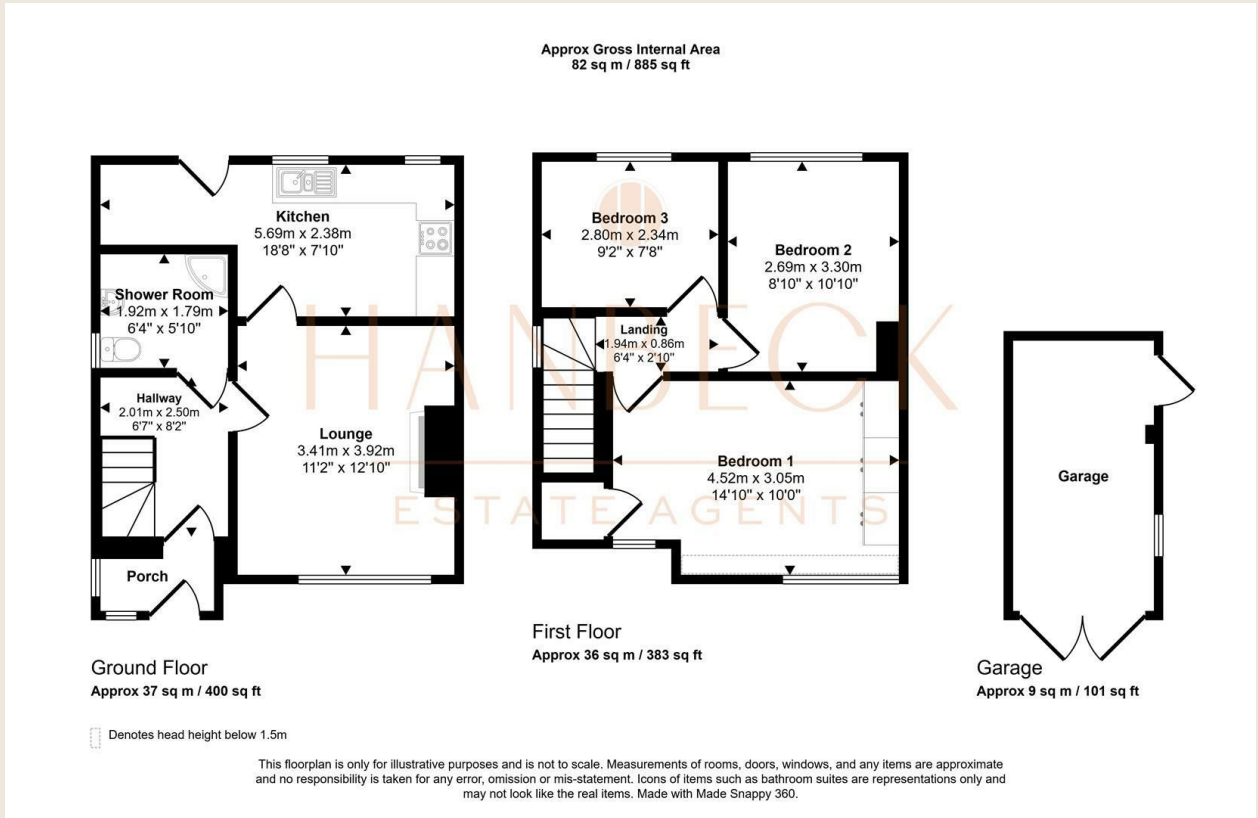 Approx Gross Internal Area
82 sq m / 885 sq ft
Kitchen
5.69m x 2.38m
18'8" x 7'10"
Shower Room
1.92m x 1.79m
6'4" x 5'10"
Hallway
2.01m x 2.50m
6'7" x 8'2"
Lounge
3.41m x 3.92m
11'2" x 12'10"
Porch
Ground Floor
Approx 37 sq m / 400 sq ft
Bedroom 3
2.80m x 2.34m
9'2" x 7'8"
Bedroom 2
2.69m x 3.30m
8'10" x 10'10"
Landing
1.94m x 0.86m
6'4" x 2'10"
Bedroom 1
4.52m x 3.05m
14'10" x 10'0"
First Floor
Approx 36 sq m / 383 sq ft
Garage
Garage
Approx 9 sq m / 101 sq ft
HANDECK
ESTATE AGENTS
Denotes head height below 1.5m
This floorplan is only for illustrative purposes and is not to scale. Measurements of rooms, doors, windows, and any items are approximate
and no responsibility is taken for any error, omission or mis-statement. Icons of items such as bathroom suites are representations only and
may not look like the real items. Made with Made Snappy 360.